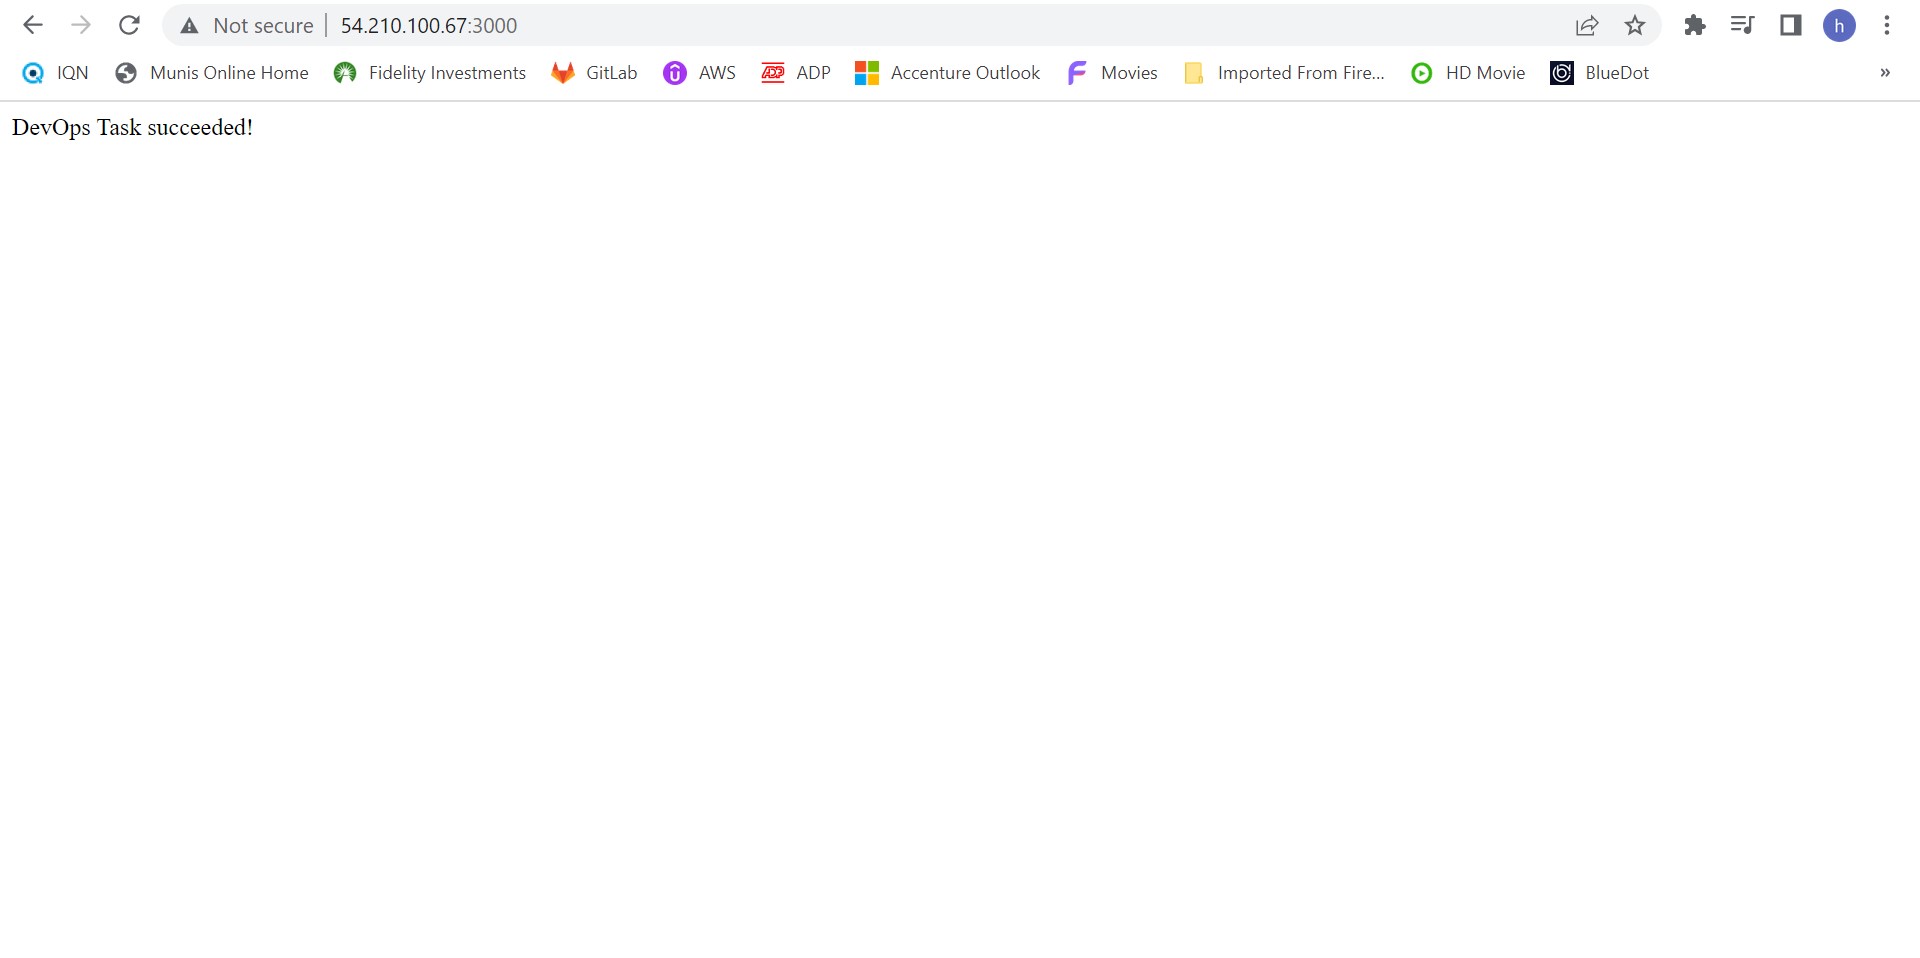 Not secure 54.210.100.67:3000
h
IQN Munis Online Home Fidelity Investments GitLab AWS ADP ADP Accenture Outlook Movies Imported From Fire... HD Movie BlueDot »
DevOps Task succeeded!